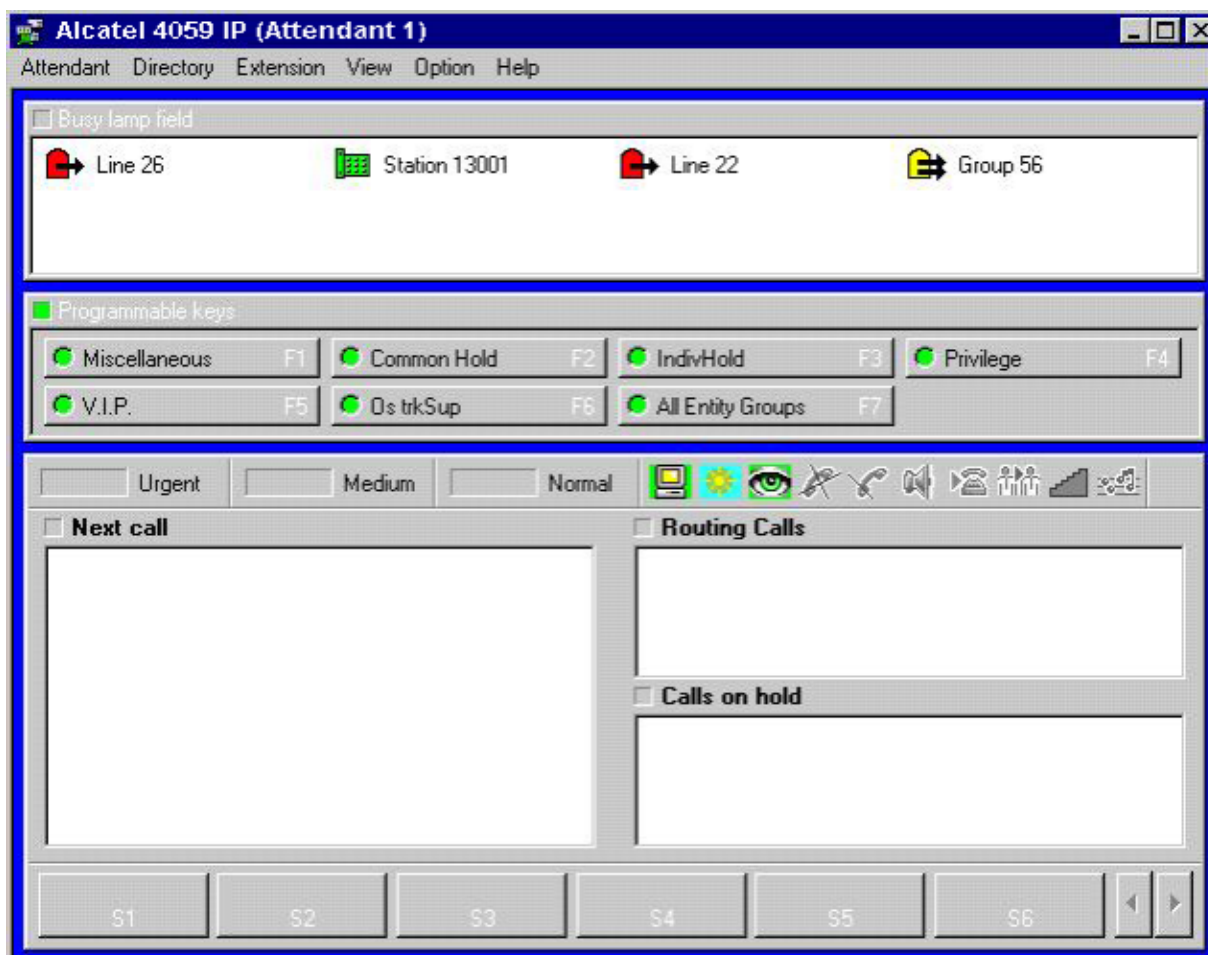 Alcatel 4059 IP (Attendant 1)
Attendant Directory Extension View Option Help
Busy lamp field
Line 26 Station 13001 Line 22 Group 56
Programmable keys
Miscellaneous F1 Common Hold F2 IndivHold F3 Privilege F4
V.I.P. F5 Os trkSup F6 All Entity Groups F7
Urgent Medium Normal
Next call Routing Calls
Calls on hold
S1 S2 S3 S4 S5 S6